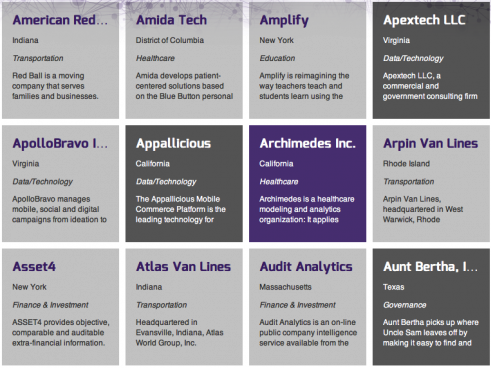 American Red...
Indiana
Transportation
Red Ball is a moving
company that serves
families and businesses.
Amida Tech
District of Columbia
Healthcare
Amida develops patient-
centered solutions based
on the Blue Button personal
Amplify
New York
Education
Amplify is reimagining the
way teachers teach and
students learn using the
Apextech LLC
Virginia
Data/Technology
Apextech LLC, a
commercial and
government consulting firm
ApolloBravo I...
Virginia
Data/Technology
ApolloBravo manages
mobile, social and digital
campaigns from ideation to
Appallicious
California
Data/Technology
The Appallicious Mobile
Commerce Platform is the
leading technology for
Archimedes Inc.
California
Healthcare
Archimedes is a healthcare
modeling and analytics
organization: it applies
Arpin Van Lines
Rhode Island
Transportation
Arpin Van Lines,
headquartered in West
Warwick, Rhode
Asset4
New York
Finance & Investment
ASSET4 provides objective,
comparable and auditable
extra-financial information.
Atlas Van Lines
Indiana
Transportation
Headquartered in
Evansville, Indiana, Atlas
World Group, Inc.
Audit Analytics
Massachusetts
Finance & Investment
Audit Analytics is an on-line
public company intelligence
service available from the
Aunt Bertha, I...
Texas
Governance
Aunt Bertha picks up where
Uncle Sam leaves off by
making it easy to find and